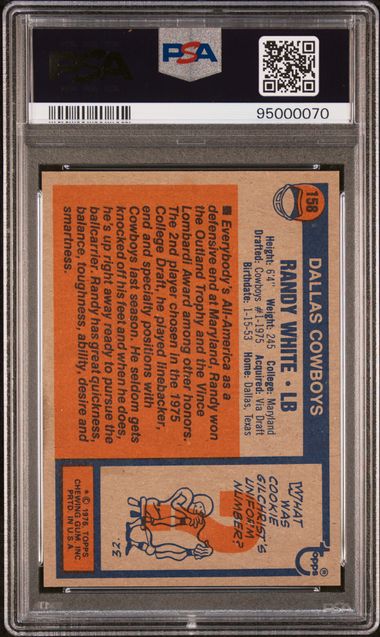 PSA
PSA
95000070
158
DALLAS COWBOYS
RANDY WHITE • LB
Height: 6'4" Weight: 245 College: Maryland
Drafted: Cowboys #1-1975 Acquired: Via Draft
Birthdate: 1-15-53 Home: Dallas, Texas
■ Everybody's All-America as a
defensive end at Maryland, Randy won
the Outland Trophy and the Vince
Lombardi Award among other honors.
The 2nd player chosen in the 1975
College Draft, he played linebacker,
end and specialty positions with
Cowboys last season. He seldom gets
knocked off his feet and when he does,
he's up right away ready to pursue the
ballcarrier. Randy has great quickness,
balance, toughness, ability, desire and
smartness.
Topps®
WHAT
WAS
COOKIE
GILCHRIST'S
UNIFORM
NUMBER?
32.
© 1976 TOPPS
CHEWING GUM, INC
PRTD. IN U.S.A.